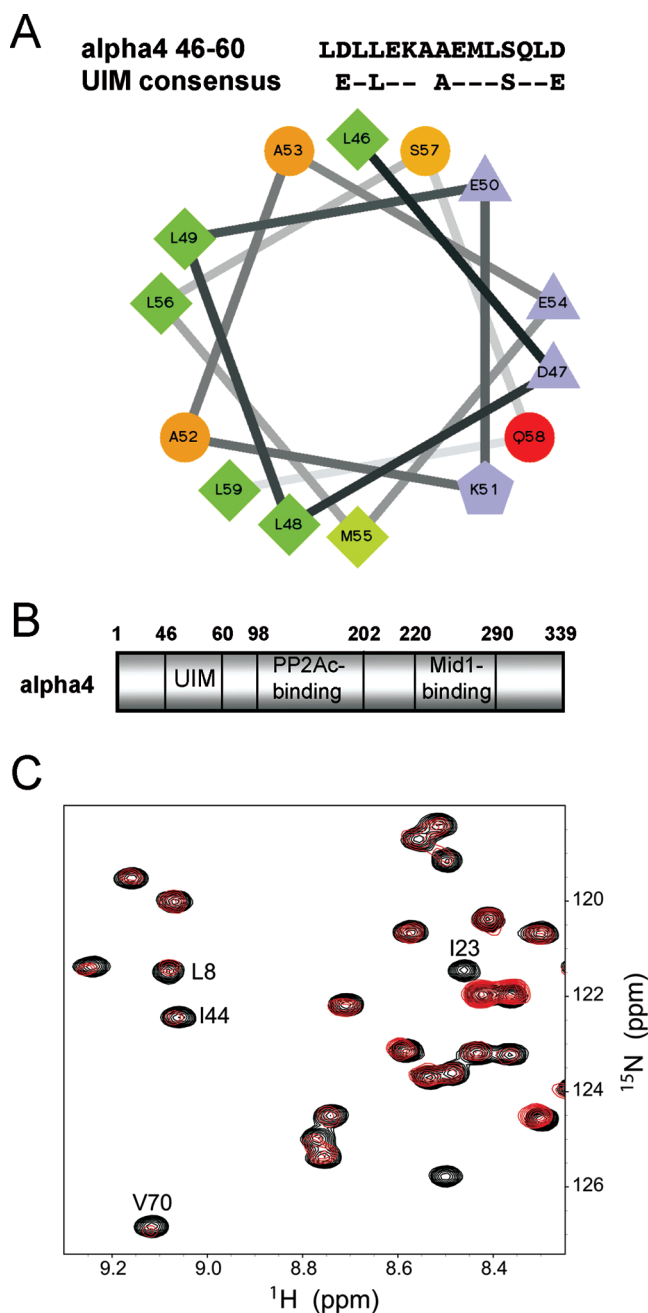 A
alpha4 46-60 LDLLEKAAEMLSQLD
UIM consensus E-L-- A---S--E
A53 L46 S57
E50
L49
L56 E54
D47
A52 Q58
L59 K51
L48 M55
B
1 46 60 98 202 220 290 339
alpha4 UIM PP2Ac-binding Mid1-binding
C
120
I23
L8
122
I44
15N (ppm)
124
126
V70
9.2 9.0 8.8 8.6 8.4
1H (ppm)